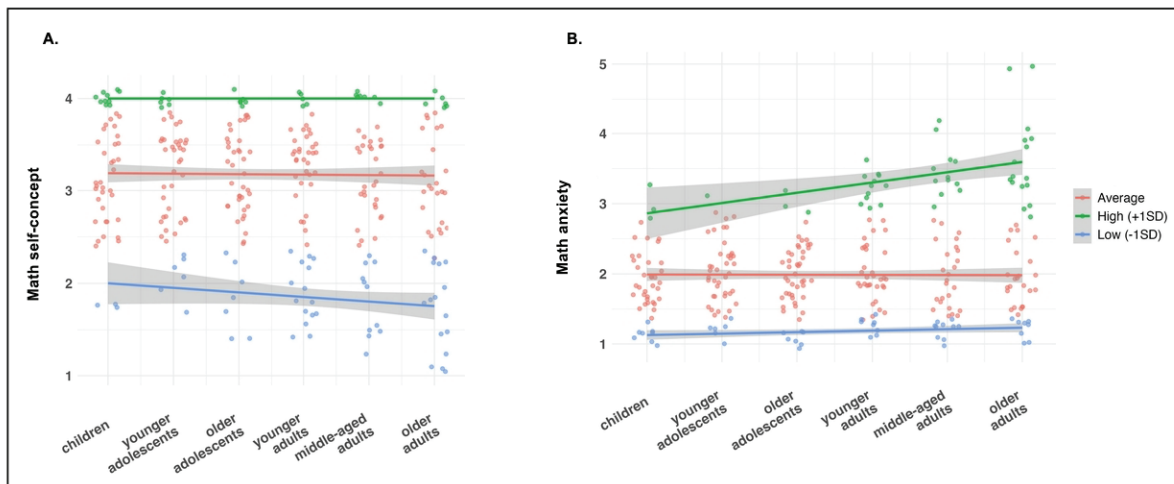 A.
Math self-concept
4
3
2
1
children
younger
adolescents
older
adolescents
younger
adults
middle-aged
adults
older
adults
B.
Math anxiety
5
4
3
2
1
children
younger
adolescents
older
adolescents
younger
adults
middle-aged
adults
older
adults
Average
High (+1SD)
Low (-1SD)